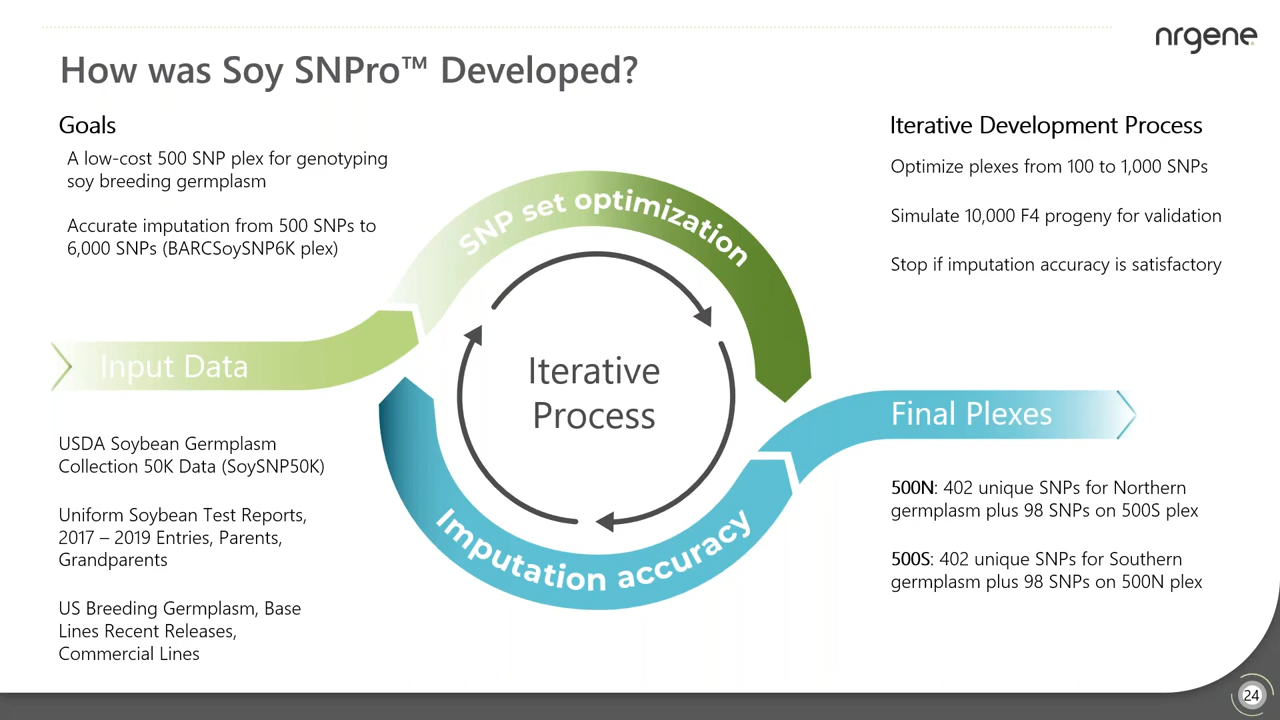 nrgene
How was Soy SNPro™ Developed?
Goals
A low-cost 500 SNP plex for genotyping
soy breeding germplasm
Accurate imputation from 500 SNPs to
6,000 SNPs (BARCSoySNP6K plex)
Iterative Development Process
Optimize plexes from 100 to 1,000 SNPs
Simulate 10,000 F4 progeny for validation
Stop if imputation accuracy is satisfactory
SNP set optimization
Input Data
Iterative
Process
Imputation accuracy
Final Plexes
USDA Soybean Germplasm
Collection 50K Data (SoySNP50K)
Uniform Soybean Test Reports,
2017 – 2019 Entries, Parents,
Grandparents
US Breeding Germplasm, Base
Lines Recent Releases,
Commercial Lines
500N: 402 unique SNPs for Northern
germplasm plus 98 SNPs on 500S plex
500S: 402 unique SNPs for Southern
germplasm plus 98 SNPs on 500N plex
24